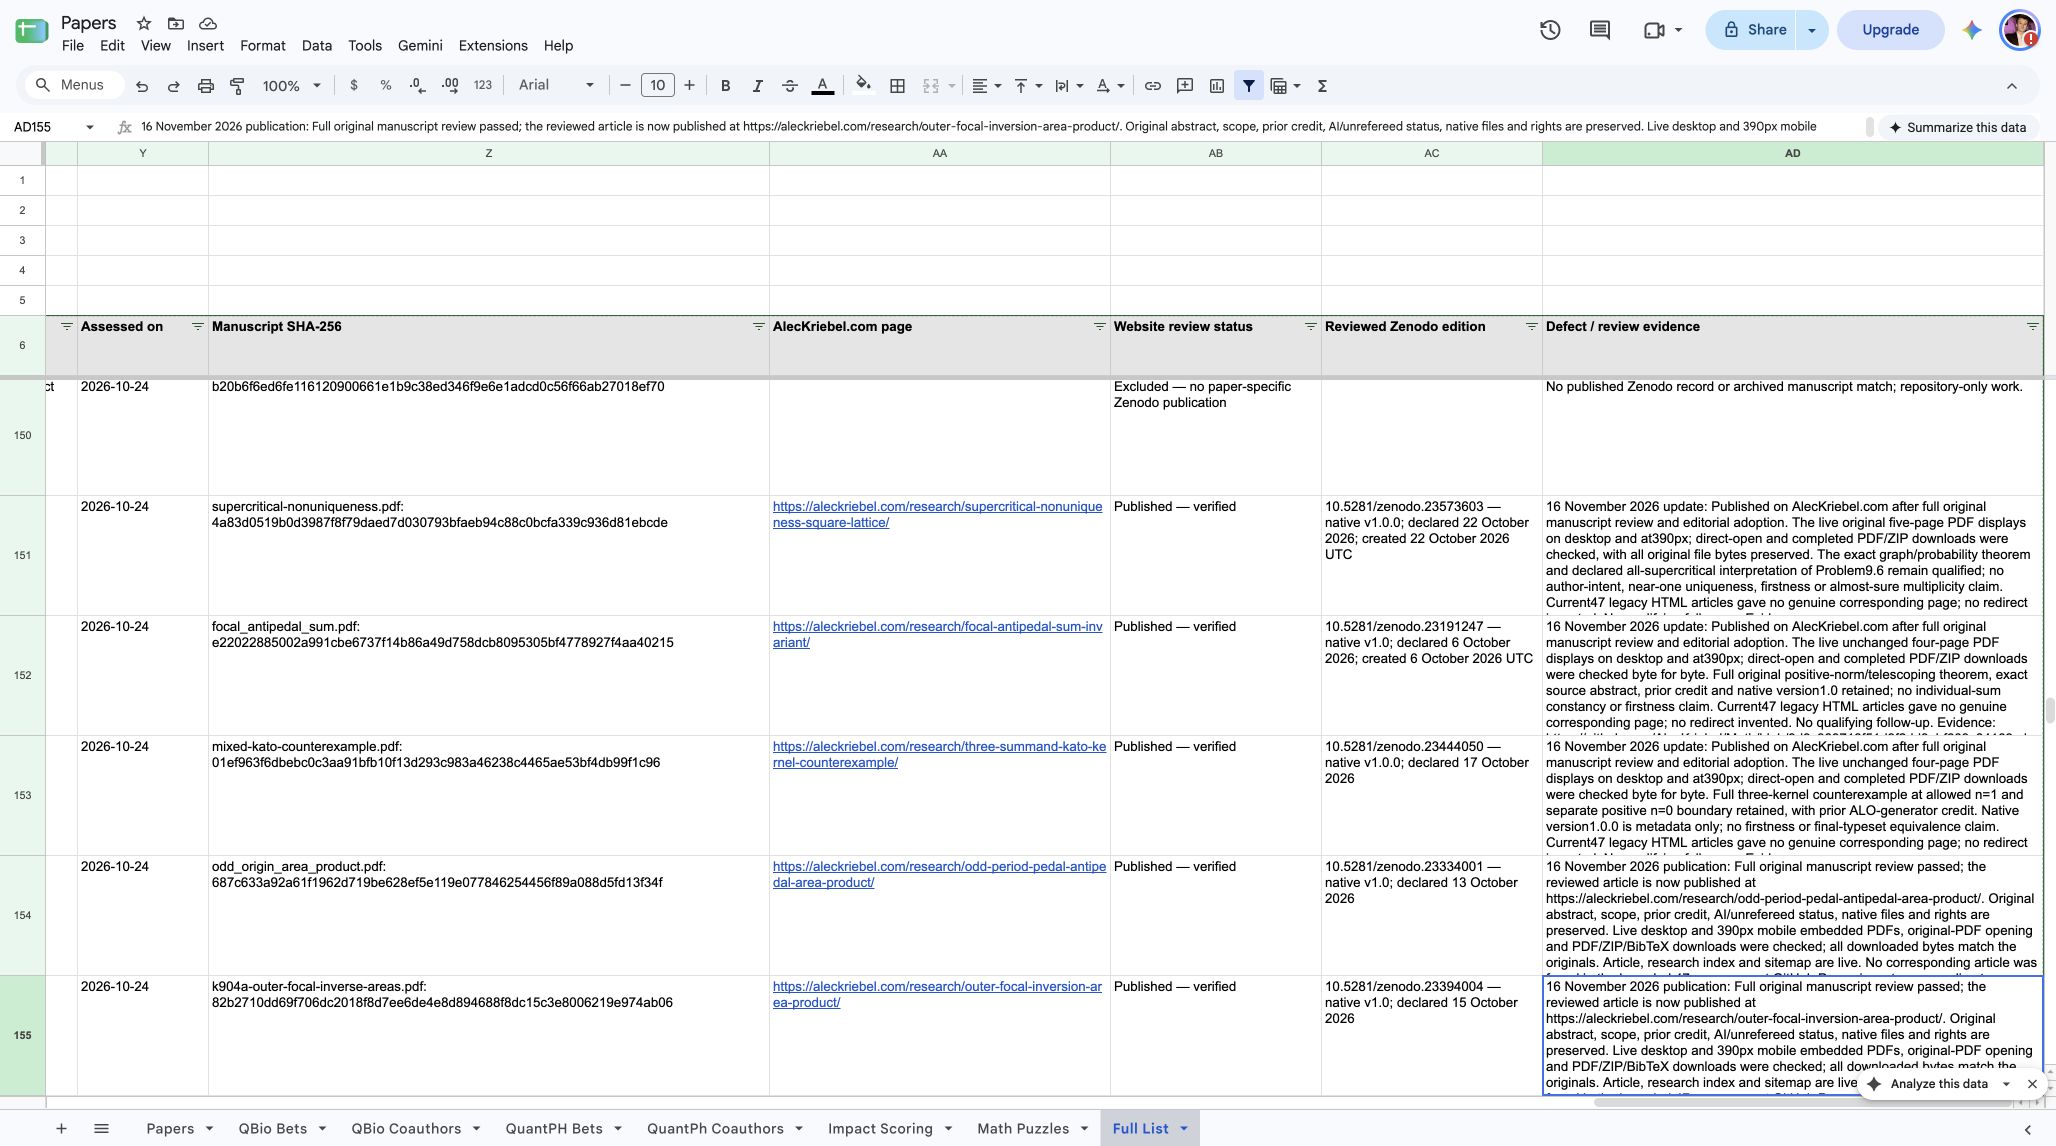 Papers
File Edit View Insert Format Data Tools Gemini Extensions Help
Share
Upgrade
Menus
100%
$ % .0 .00 123
Arial
10
B I A
Σ
AD155
fx 16 November 2026 publication: Full original manuscript review passed; the reviewed article is now published at https://aleckriebel.com/research/outer-focal-inversion-area-product/. Original abstract, scope, prior credit, AI/unrefereed status, native files and rights are preserved. Live desktop and 390px mobile
Summarize this data
Y Z AA AB AC AD
1
2
3
4
5
6
Assessed on
Manuscript SHA-256
AlecKriebel.com page
Website review status
Reviewed Zenodo edition
Defect / review evidence
150
ct
2026-10-24
b20b6f6ed6fe116120900661e1b9c38ed346f9e6e1adcd0c56f66ab27018ef70
Excluded — no paper-specific
Zenodo publication
No published Zenodo record or archived manuscript match; repository-only work.
151
2026-10-24
supercritical-nonuniqueness.pdf:
4a83d0519b0d3987f8f79daed7d030793bfaeb94c88c0bcfa339c936d81ebcde
https://aleckriebel.com/research/supercritical-nonunique
ness-square-lattice/
Published — verified
10.5281/zenodo.23573603 —
native v1.0.0; declared 22 October
2026; created 22 October 2026
UTC
16 November 2026 update: Published on AlecKriebel.com after full original
manuscript review and editorial adoption. The live original five-page PDF displays
on desktop and at390px; direct-open and completed PDF/ZIP downloads were
checked, with all original file bytes preserved. The exact graph/probability theorem
and declared all-supercritical interpretation of Problem9.6 remain qualified; no
author-intent, near-one uniqueness, firstness or almost-sure multiplicity claim.
Current47 legacy HTML articles gave no genuine corresponding page; no redirect
152
2026-10-24
focal_antipedal_sum.pdf:
e22022885002a991cbe6737f14b86a49d758dcb8095305bf4778927f4aa40215
https://aleckriebel.com/research/focal-antipedal-sum-inv
ariant/
Published — verified
10.5281/zenodo.23191247 —
native v1.0; declared 6 October
2026; created 6 October 2026 UTC
16 November 2026 update: Published on AlecKriebel.com after full original
manuscript review and editorial adoption. The live unchanged four-page PDF
displays on desktop and at390px; direct-open and completed PDF/ZIP downloads
were checked byte for byte. Full original positive-norm/telescoping theorem, exact
source abstract, prior credit and native version1.0 retained; no individual-sum
constancy or firstness claim. Current47 legacy HTML articles gave no genuine
corresponding page; no redirect invented. No qualifying follow-up. Evidence:
153
2026-10-24
mixed-kato-counterexample.pdf:
01ef963f6dbebc0c3aa91bfb10f13d293c983a46238c4465ae53bf4db99f1c96
https://aleckriebel.com/research/three-summand-kato-ke
rnel-counterexample/
Published — verified
10.5281/zenodo.23444050 —
native v1.0.0; declared 17 October
2026
16 November 2026 update: Published on AlecKriebel.com after full original
manuscript review and editorial adoption. The live unchanged four-page PDF
displays on desktop and at390px; direct-open and completed PDF/ZIP downloads
were checked byte for byte. Full three-kernel counterexample at allowed n=1 and
separate positive n=0 boundary retained, with prior ALO-generator credit. Native
version1.0.0 is metadata only; no firstness or final-typeset equivalence claim.
Current47 legacy HTML articles gave no genuine corresponding page; no redirect
154
2026-10-24
odd_origin_area_product.pdf:
687c633a92a61f1962d719be628ef5e119e077846254456f89a088d5fd13f34f
https://aleckriebel.com/research/odd-period-pedal-antipe
dal-area-product/
Published — verified
10.5281/zenodo.23334001 —
native v1.0; declared 13 October
2026
16 November 2026 publication: Full original manuscript review passed; the
reviewed article is now published at
https://aleckriebel.com/research/odd-period-pedal-antipedal-area-product/. Original
abstract, scope, prior credit, AI/unrefereed status, native files and rights are
preserved. Live desktop and 390px mobile embedded PDFs, original-PDF opening
and PDF/ZIP/BibTeX downloads were checked; all downloaded bytes match the
originals. Article, research index and sitemap are live. No corresponding article was
155
2026-10-24
k904a-outer-focal-inverse-areas.pdf:
82b2710dd69f706dc2018f8d7ee6de4e8d894688f8dc15c3e8006219e974ab06
https://aleckriebel.com/research/outer-focal-inversion-ar
ea-product/
Published — verified
10.5281/zenodo.23394004 —
native v1.0; declared 15 October
2026
16 November 2026 publication: Full original manuscript review passed; the
reviewed article is now published at
https://aleckriebel.com/research/outer-focal-inversion-area-product/. Original
abstract, scope, prior credit, AI/unrefereed status, native files and rights are
preserved. Live desktop and 390px mobile embedded PDFs, original-PDF opening
and PDF/ZIP/BibTeX downloads were checked; all downloaded bytes match the
originals. Article, research index and sitemap are live
Analyze this data
Papers QBio Bets QBio Coauthors QuantPH Bets QuantPh Coauthors Impact Scoring Math Puzzles Full List